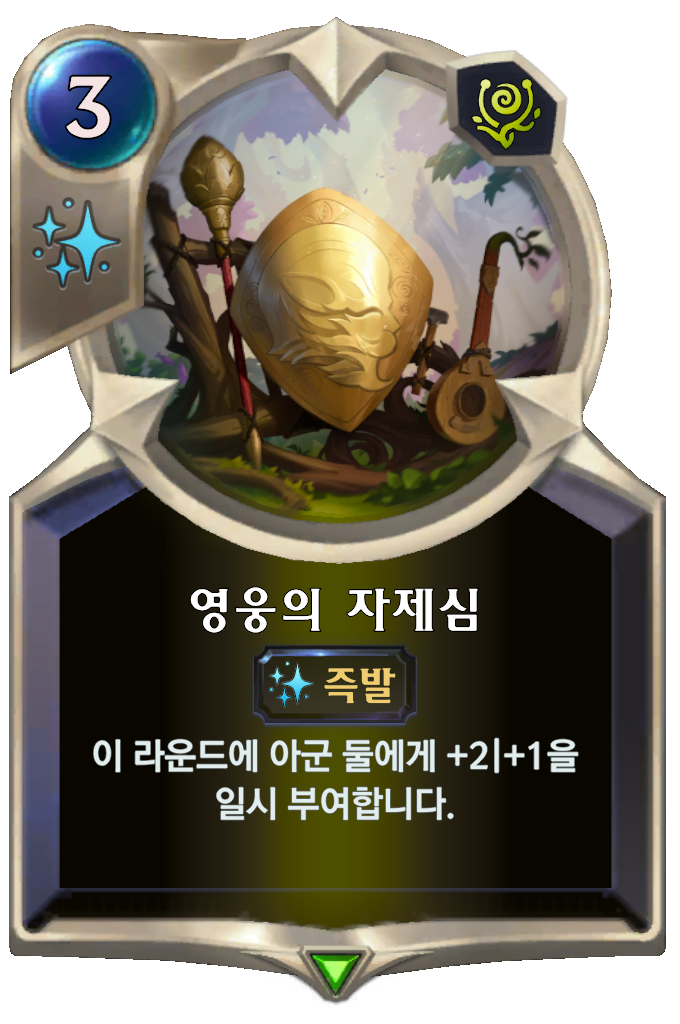 3
영웅의 자제심
즉발
이 라운드에 아군 둘에게 +2|+1을
일시 부여합니다.